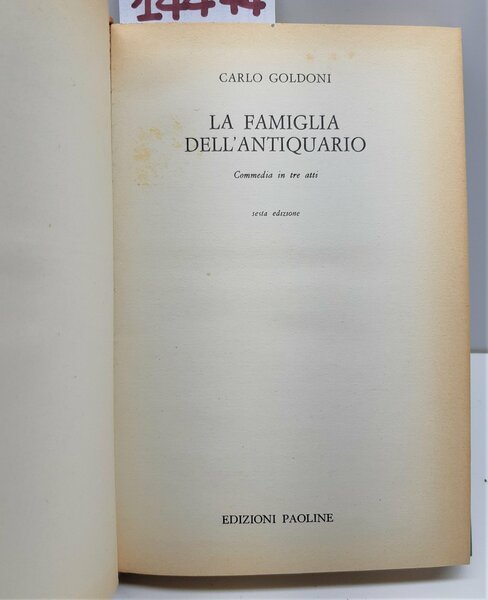 CARLO GOLDONI
LA FAMIGLIA
DELL'ANTIQUARIO
Commedia in tre atti
sesta edizione
EDIZIONI PAOLINE